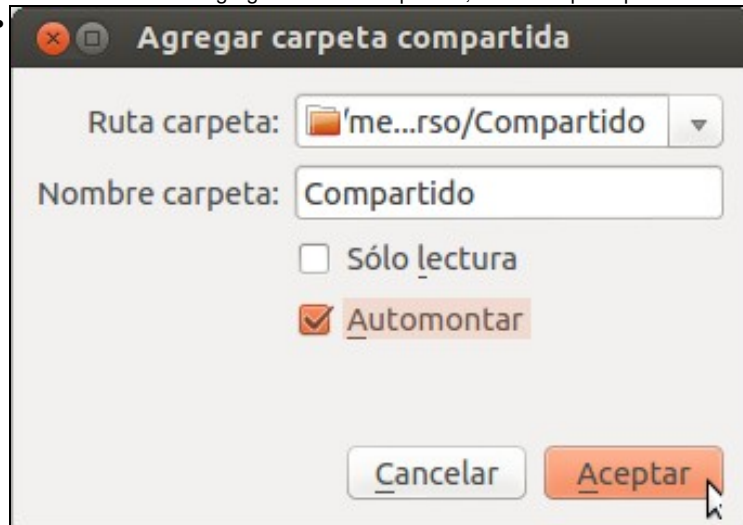 Agregar carpeta compartida
Ruta carpeta: /me...rso/Compartido
Nombre carpeta: Compartido
Sólo lectura
Automontar
Cancelar Aceptar